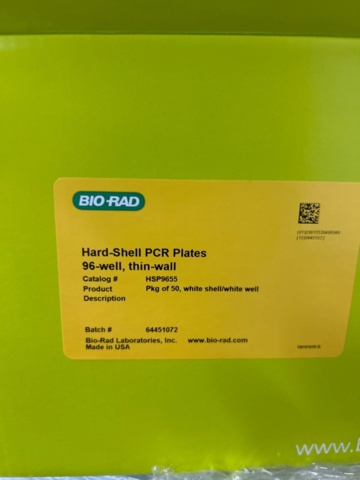 BIO-RAD
Hard-Shell PCR Plates
96-well, thin-wall
Catalog # HSP9655
Product Pkg of 50, white shell/white well
Description
Batch # 64451072
Bio-Rad Laboratories, Inc. www.bio-rad.com
Made in USA
www.b